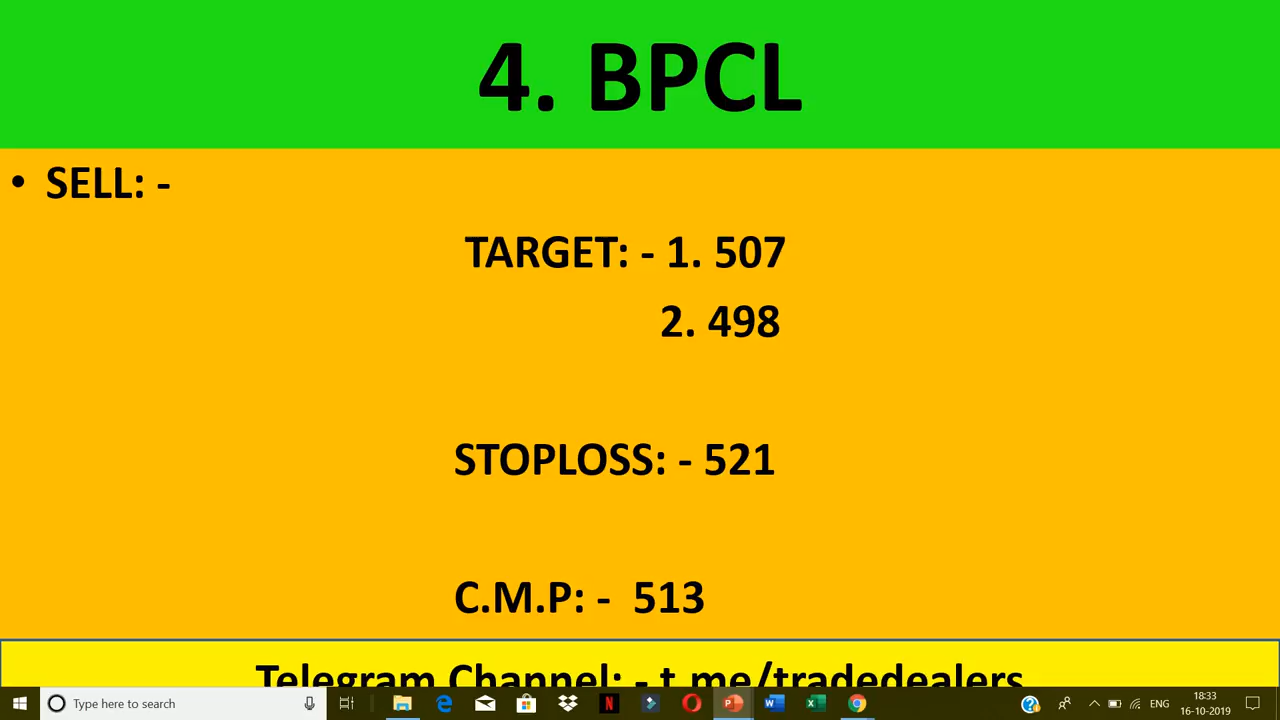 4. BPCL
• SELL: -
TARGET: - 1. 507
2. 498
STOPLOSS: - 521
C.M.P: - 513
Telegram Channel: - t.me/tradedealers
Type here to search
ENG
18:33
16-10-2019